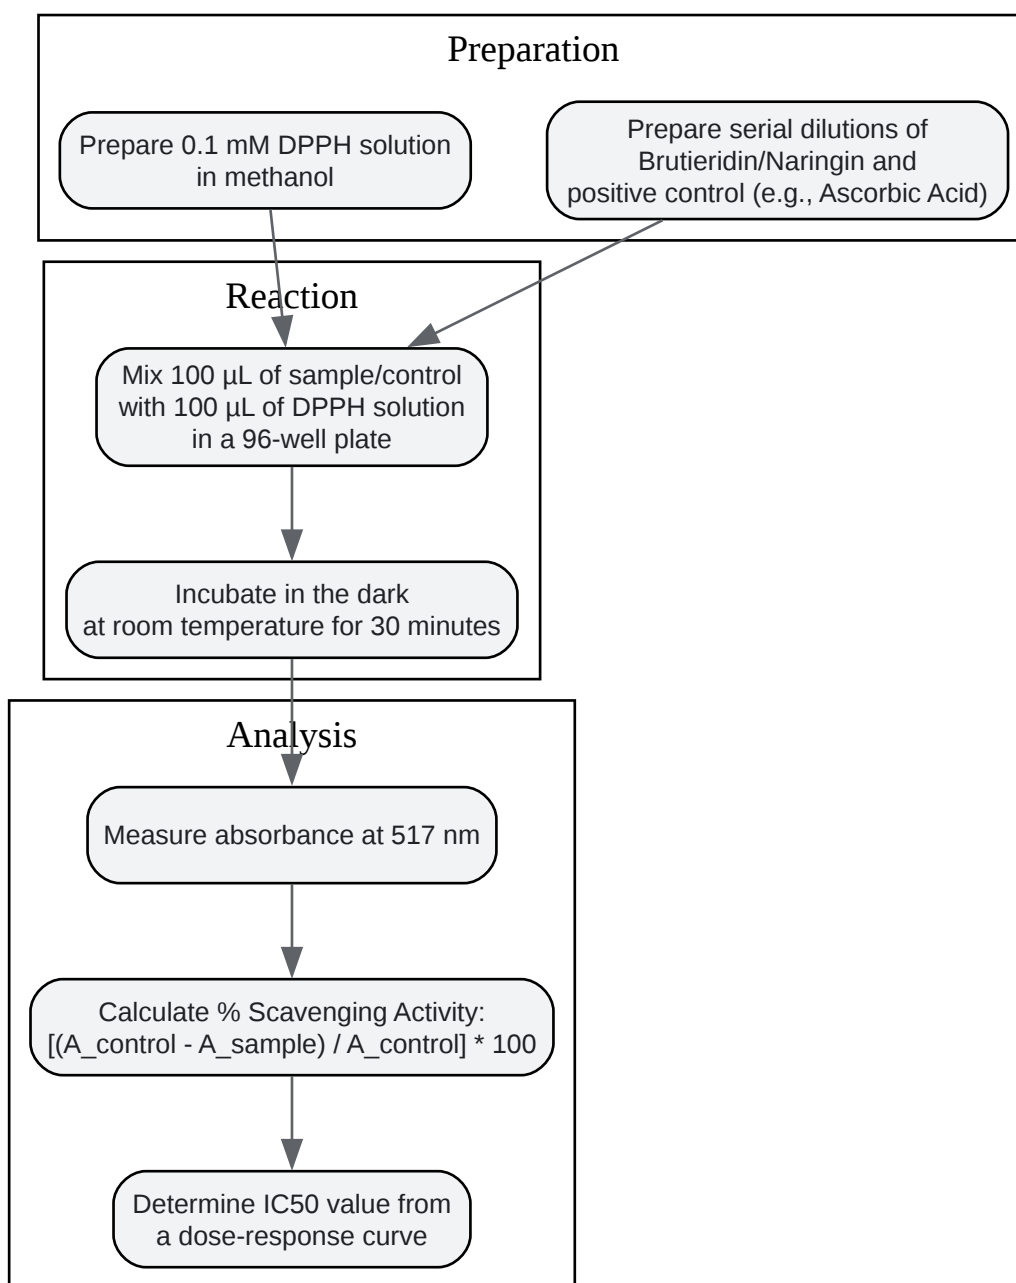 Preparation
Prepare 0.1 mM DPPH solution
in methanol
Prepare serial dilutions of
Brutieridin/Naringin and
positive control (e.g., Ascorbic Acid)
Reaction
Mix 100 µL of sample/control
with 100 µL of DPPH solution
in a 96-well plate
Incubate in the dark
at room temperature for 30 minutes
Analysis
Measure absorbance at 517 nm
Calculate % Scavenging Activity:
[(A_control - A_sample) / A_control] * 100
Determine IC50 value from
a dose-response curve